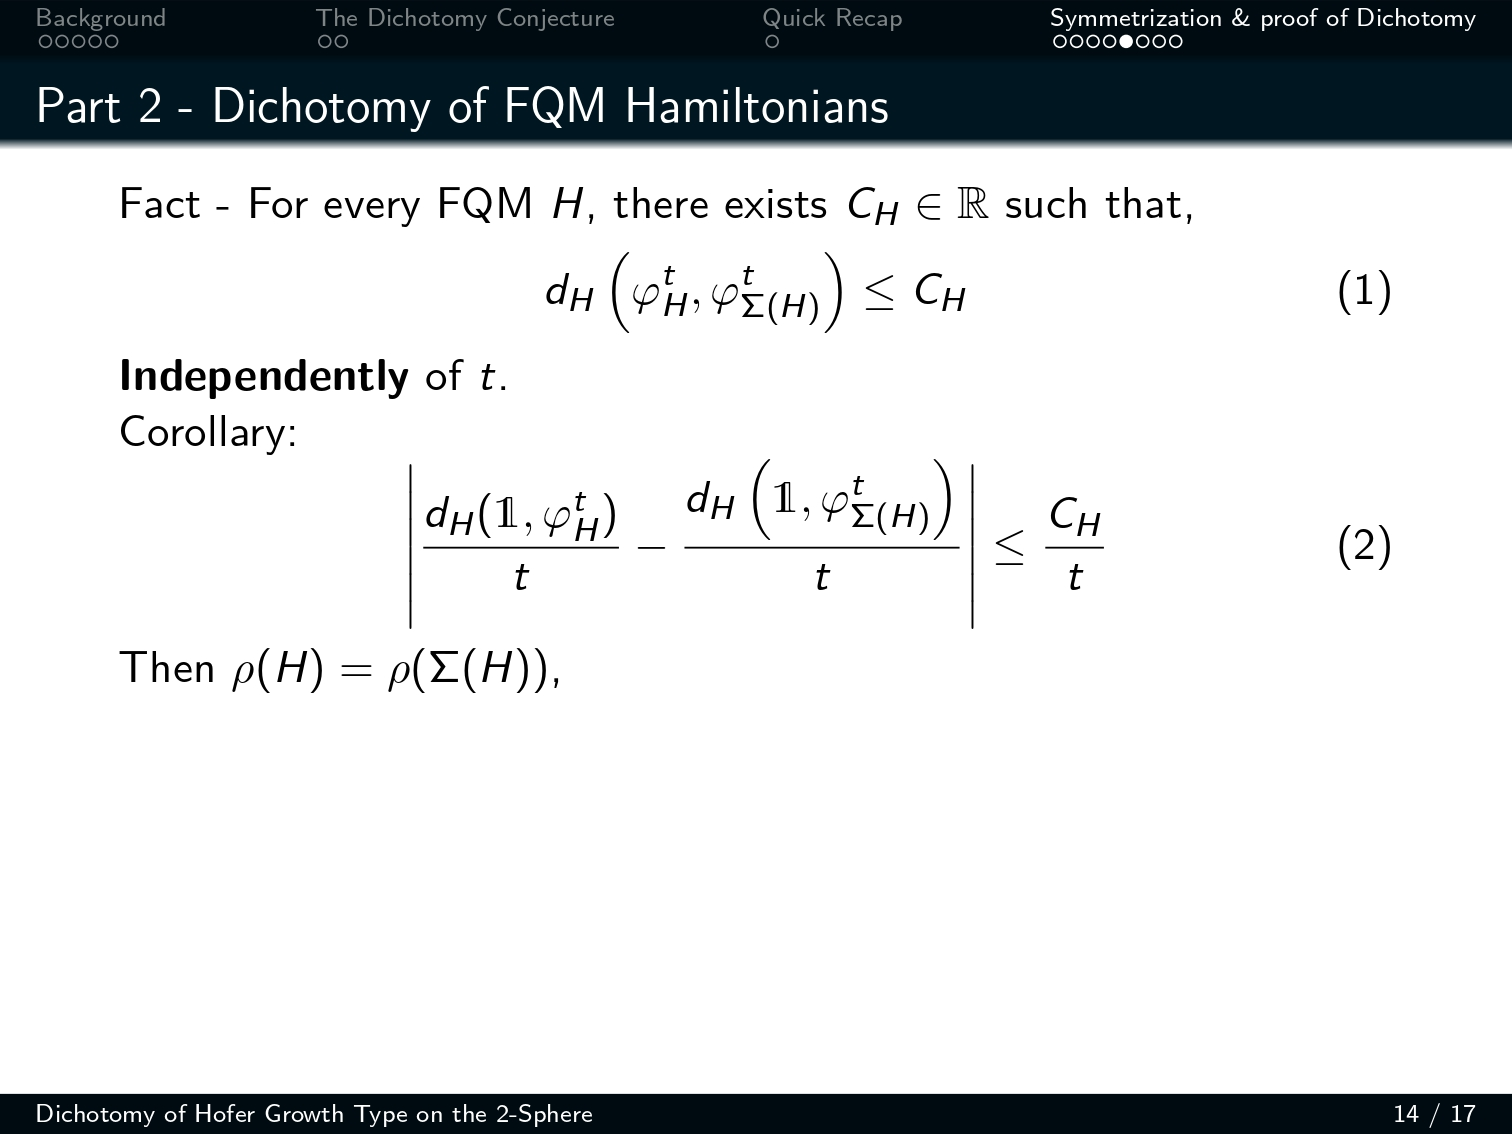 Background The Dichotomy Conjecture Quick Recap Symmetrization & proof of Dichotomy
Part 2 - Dichotomy of FQM Hamiltonians
Fact - For every FQM H, there exists C_H ∈ ℝ such that,
d_H (φ^t_H, φ^t_{Σ(H)}) ≤ C_H (1)
Independently of t.
Corollary:
| d_H(𝟙, φ^t_H) / t − d_H (𝟙, φ^t_{Σ(H)}) / t | ≤ C_H / t (2)
Then ρ(H) = ρ(Σ(H)),
Dichotomy of Hofer Growth Type on the 2-Sphere 14 / 17